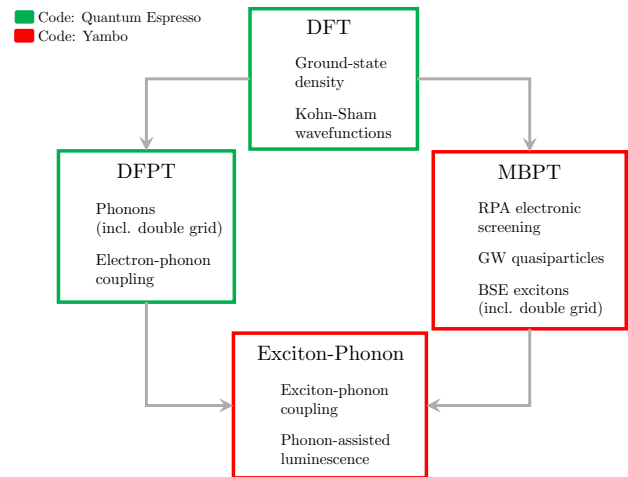 Code: Quantum Espresso
Code: Yambo
DFT
Ground-state
density
Kohn-Sham
wavefunctions
DFPT
Phonons
(incl. double grid)
Electron-phonon
coupling
MBPT
RPA electronic
screening
GW quasiparticles
BSE excitons
(incl. double grid)
Exciton-Phonon
Exciton-phonon
coupling
Phonon-assisted
luminescence